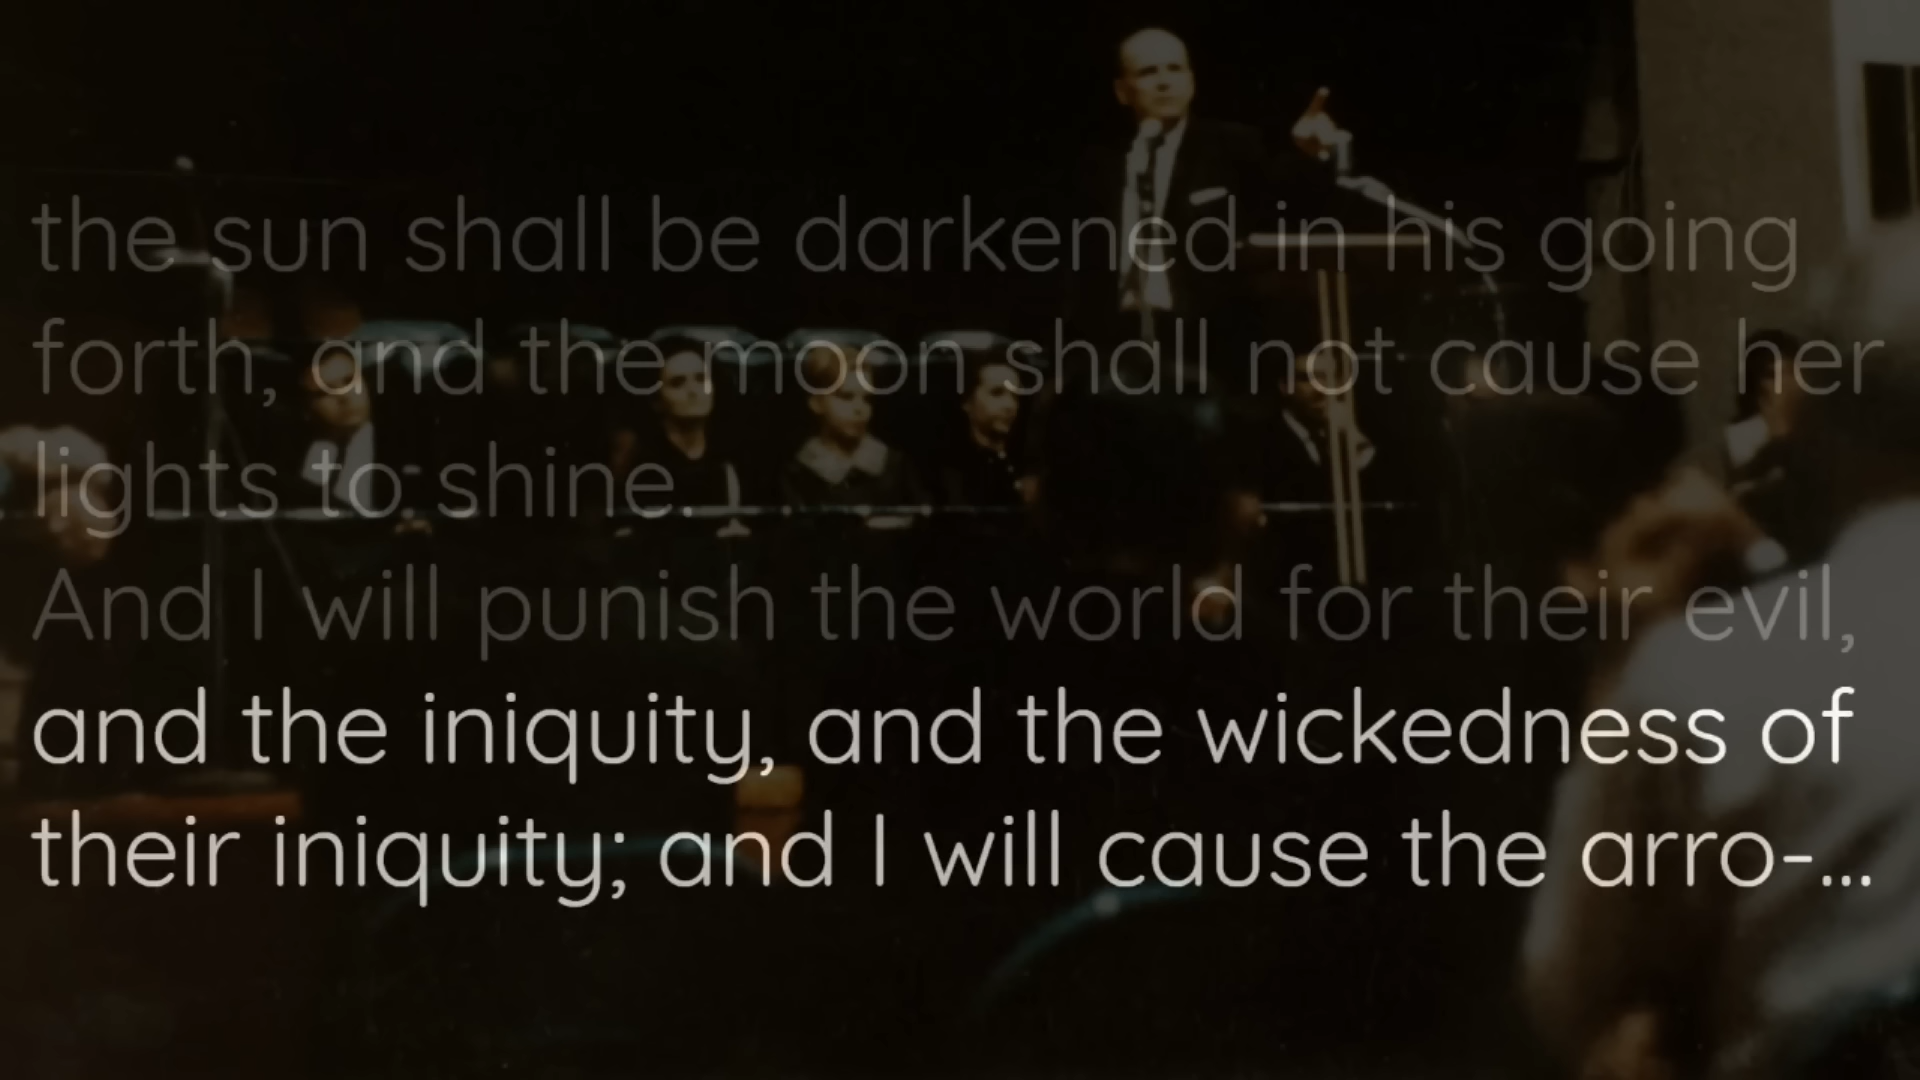 the sun shall be darkened in his going
forth, and the moon shall not cause her
lights to shine.
And I will punish the world for their evil,
and the iniquity, and the wickedness of
their iniquity; and I will cause the arro-...